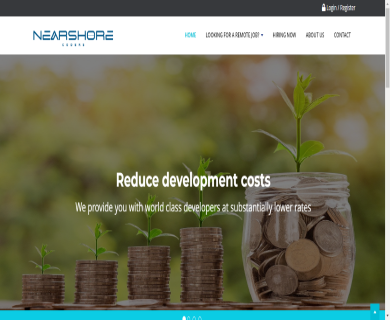 Login / Register
NEARSHORE
CODERS
HOME LOOKING FOR A REMOTE JOB? HIRING NOW ABOUT US CONTACT
Reduce development costs
We provide you with world class developers at substantially lower rates